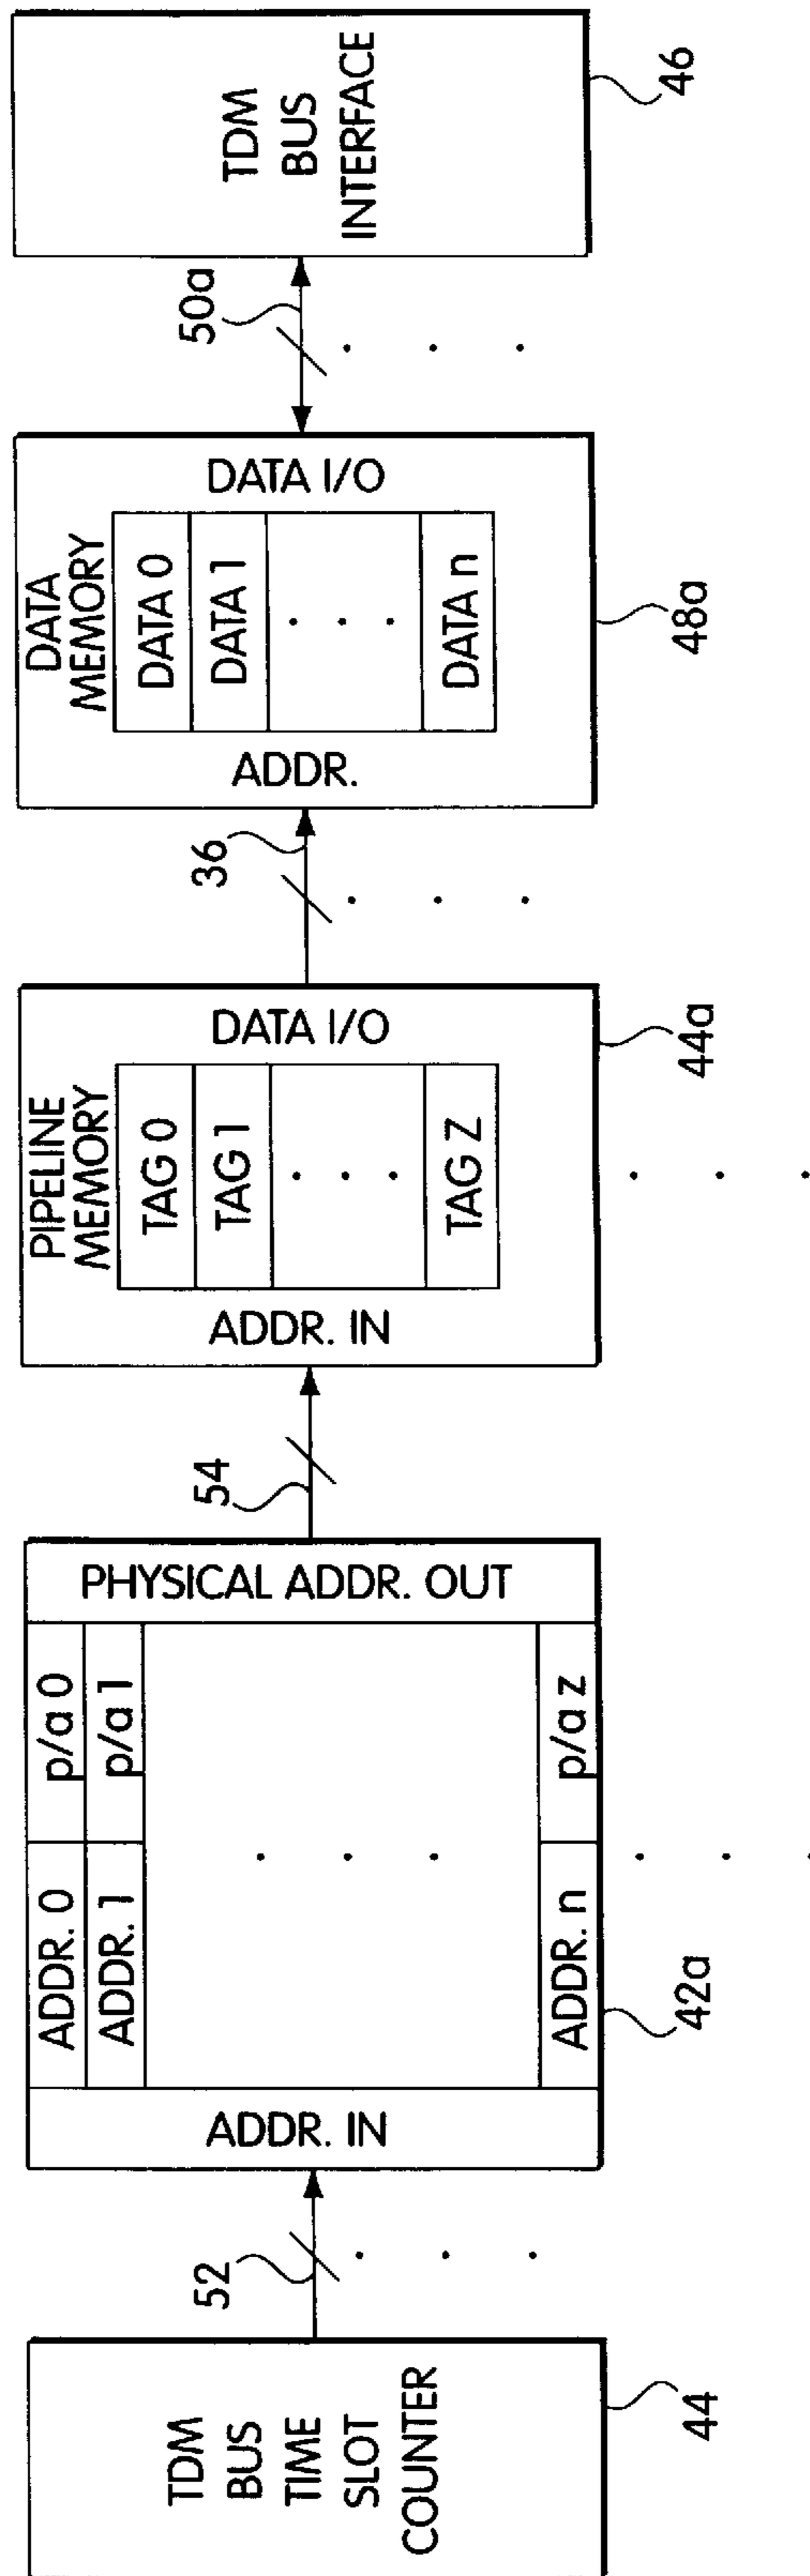 TDM
BUS
TIME
SLOT
COUNTER
44
52
ADDR. IN
ADDR. 0
p/a 0
ADDR. 1
p/a 1
ADDR. n
p/a z
PHYSICAL ADDR. OUT
42a
54
PIPELINE
MEMORY
ADDR. IN
TAG 0
TAG 1
TAG Z
DATA I/O
44a
36
DATA
MEMORY
ADDR.
DATA 0
DATA 1
DATA n
DATA I/O
48a
50a
TDM
BUS
INTERFACE
46